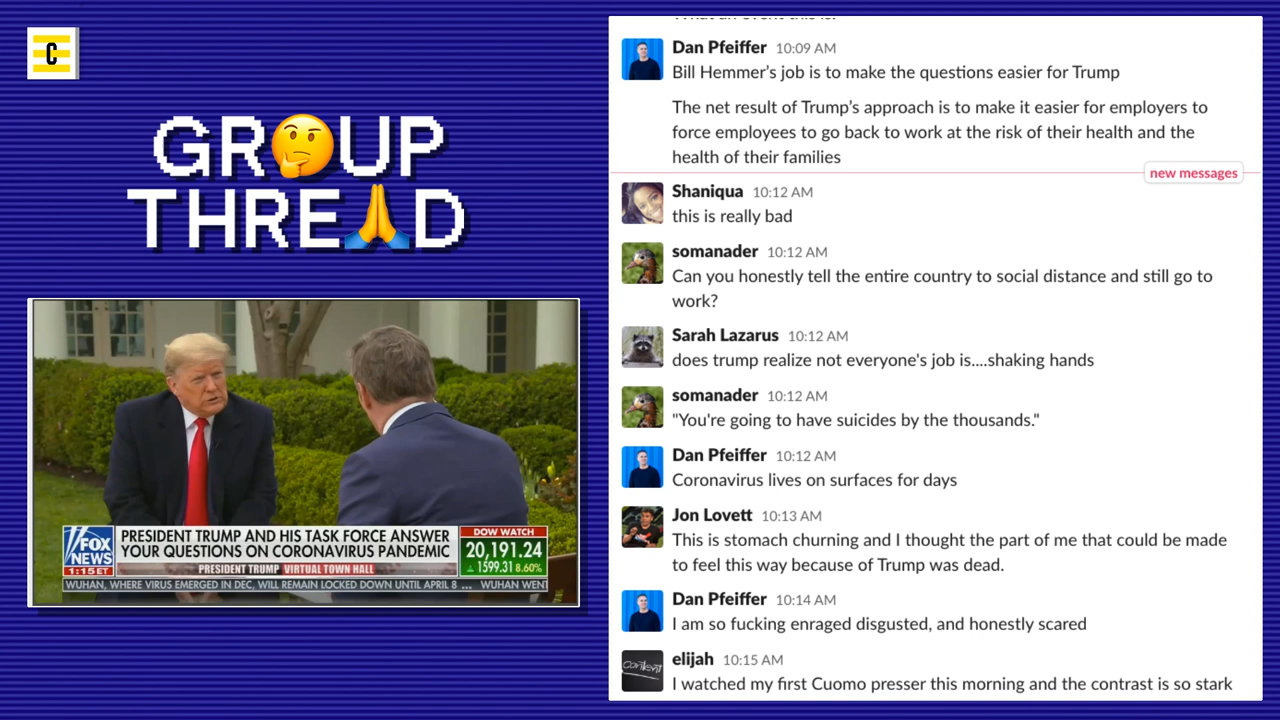 C
GR🤔UP
THRE🙏D
PRESIDENT TRUMP AND HIS TASK FORCE ANSWER
YOUR QUESTIONS ON CORONAVIRUS PANDEMIC
PRESIDENT TRUMP VIRTUAL TOWN HALL
FOX
NEWS
1:15 ET
DOW WATCH
20,191.24
▲ 1599.31 8.60%
WUHAN, WHERE VIRUS EMERGED IN DEC, WILL REMAIN LOCKED DOWN UNTIL APRIL 8 ... WUHAN WENT
Dan Pfeiffer 10:09 AM
Bill Hemmer's job is to make the questions easier for Trump
The net result of Trump's approach is to make it easier for employers to
force employees to go back to work at the risk of their health and the
health of their families
new messages
Shaniqua 10:12 AM
this is really bad
somanader 10:12 AM
Can you honestly tell the entire country to social distance and still go to
work?
Sarah Lazarus 10:12 AM
does trump realize not everyone's job is....shaking hands
somanader 10:12 AM
"You're going to have suicides by the thousands."
Dan Pfeiffer 10:12 AM
Coronavirus lives on surfaces for days
Jon Lovett 10:13 AM
This is stomach churning and I thought the part of me that could be made
to feel this way because of Trump was dead.
Dan Pfeiffer 10:14 AM
I am so fucking enraged disgusted, and honestly scared
elijah 10:15 AM
I watched my first Cuomo presser this morning and the contrast is so stark